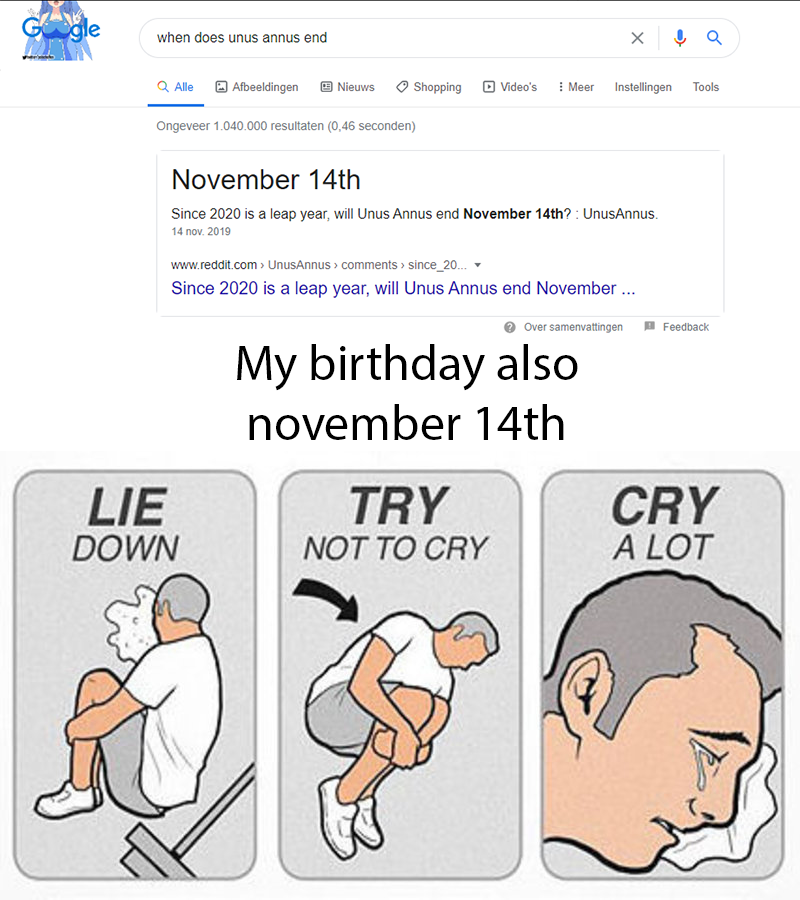 Google
when does unus annus end
Alle Afbeeldingen Nieuws Shopping Video's Meer Instellingen Tools
Ongeveer 1.040.000 resultaten (0,46 seconden)
November 14th
Since 2020 is a leap year, will Unus Annus end November 14th? : UnusAnnus.
14 nov. 2019
www.reddit.com › UnusAnnus › comments › since_20...
Since 2020 is a leap year, will Unus Annus end November ...
Over samenvattingen Feedback
My birthday also
november 14th
LIE
DOWN
TRY
NOT TO CRY
CRY
A LOT